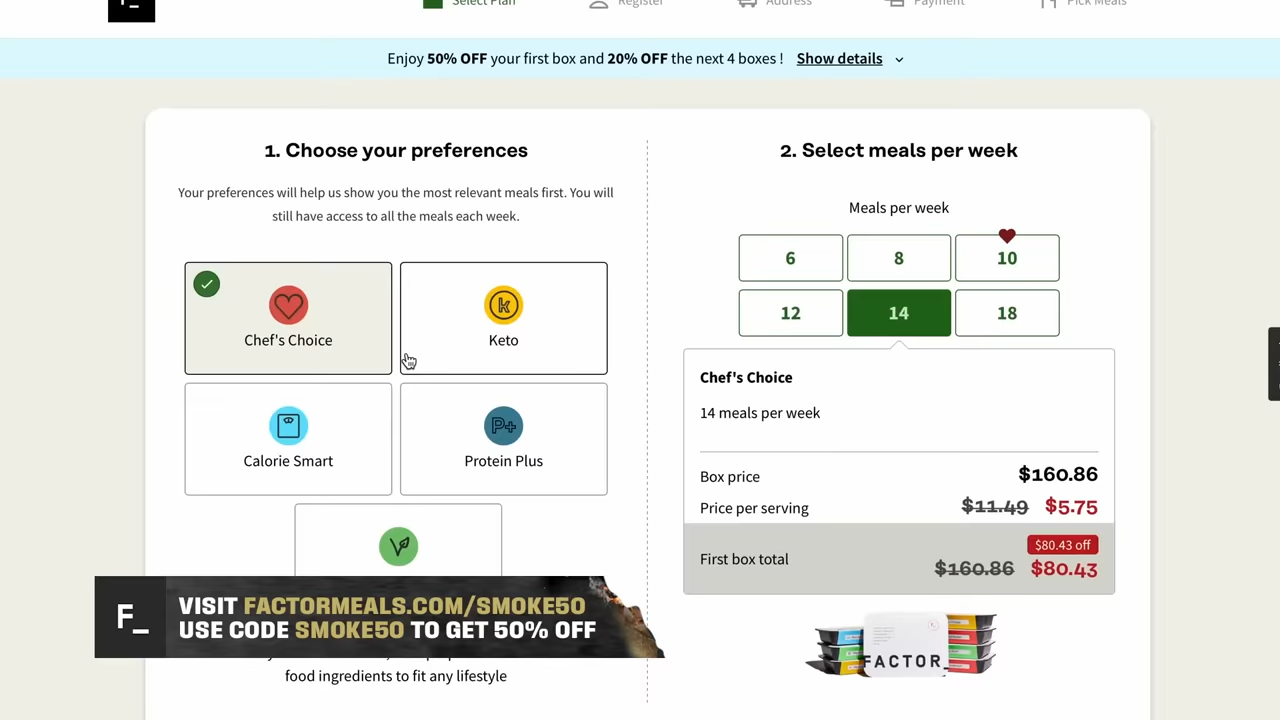 F_
Select Plan
Register
Address
Payment
Pick Meals
Enjoy 50% OFF your first box and 20% OFF the next 4 boxes ! Show details
1. Choose your preferences
Your preferences will help us show you the most relevant meals first. You will
still have access to all the meals each week.
Chef's Choice
k
Keto
Calorie Smart
P+
Protein Plus
V
2. Select meals per week
Meals per week
6
8
10
12
14
18
Chef's Choice
14 meals per week
Box price
$160.86
Price per serving
$11.49 $5.75
$80.43 off
First box total
$160.86 $80.43
FACTOR
F_
VISIT FACTORMEALS.COM/SMOKE50
USE CODE SMOKE50 TO GET 50% OFF
food ingredients to fit any lifestyle